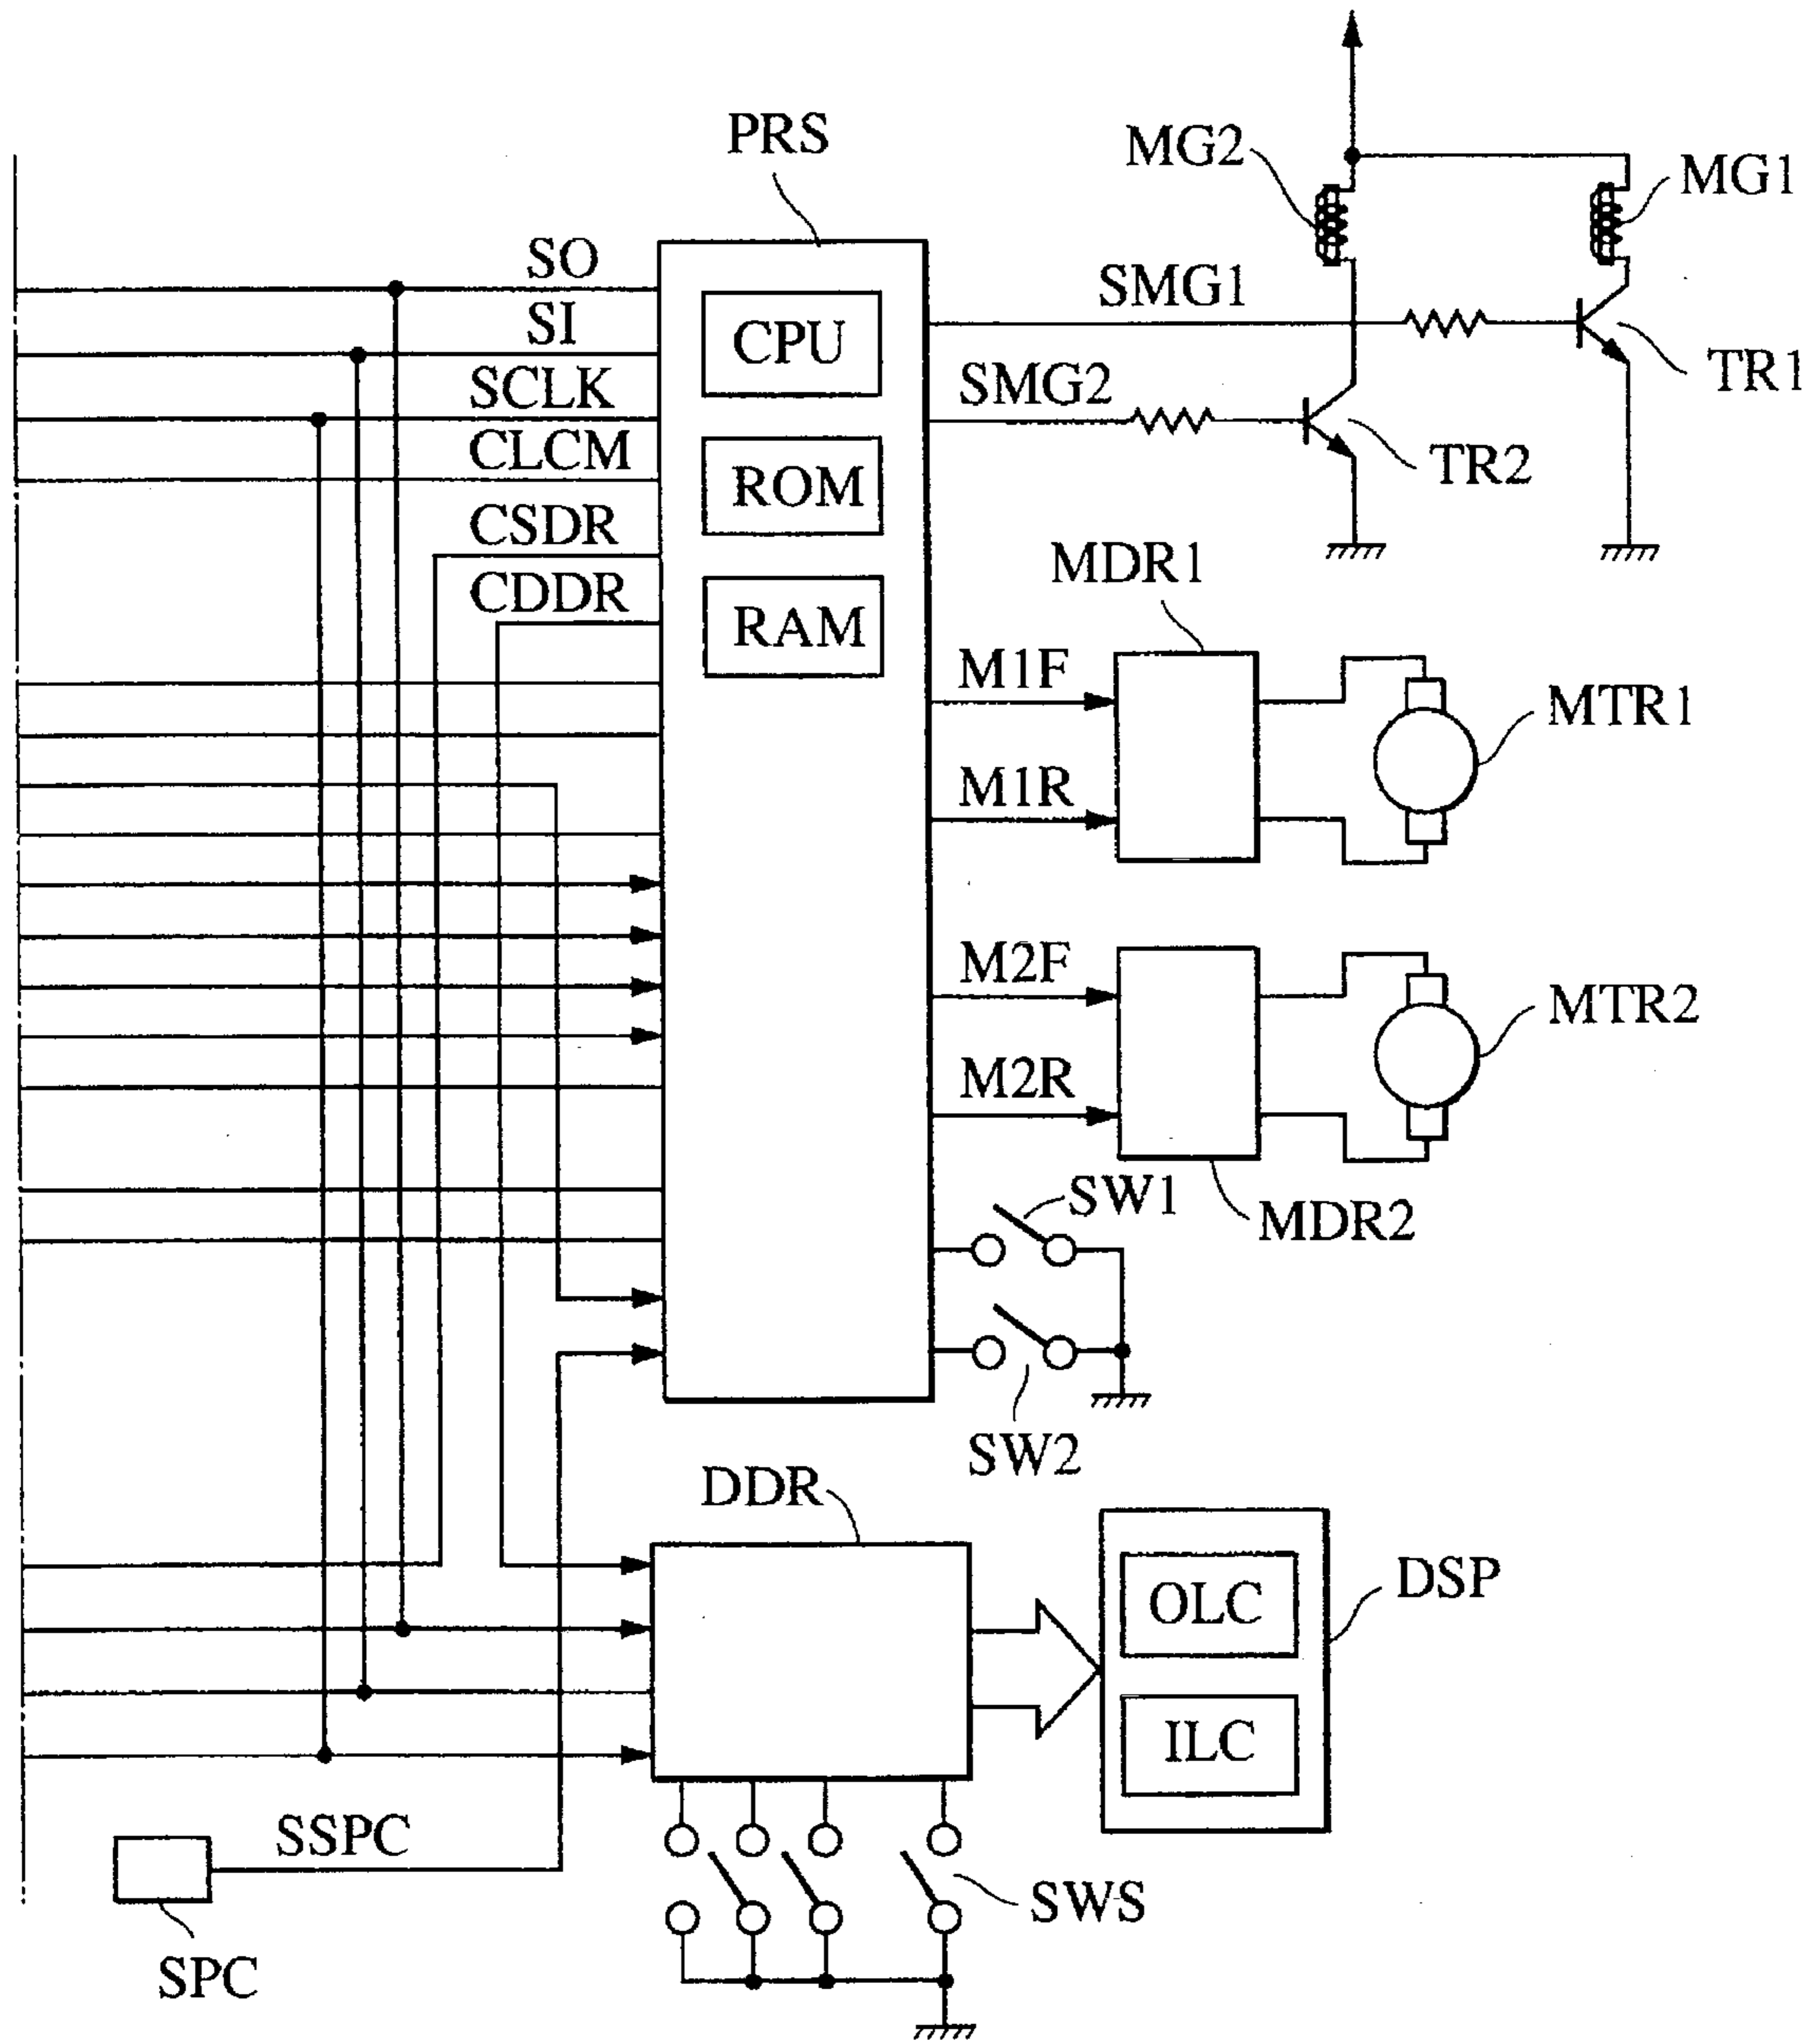 PRS
MG2
MG1
SO
SI
SCLK
CLCM
CSDR
CDDR
CPU
ROM
RAM
SMG1
SMG2
TR1
TR2
MDR1
M1F
M1R
MTR1
M2F
M2R
MTR2
MDR2
SW1
SW2
DDR
OLC
ILC
DSP
SSPC
SPC
SWS